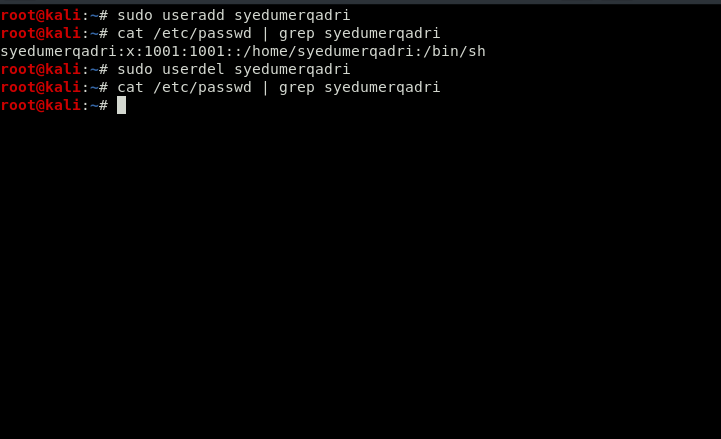 root@kali:~# sudo useradd syedumerqadri
root@kali:~# cat /etc/passwd | grep syedumerqadri
syedumerqadri:x:1001:1001::/home/syedumerqadri:/bin/sh
root@kali:~# sudo userdel syedumerqadri
root@kali:~# cat /etc/passwd | grep syedumerqadri
root@kali:~#